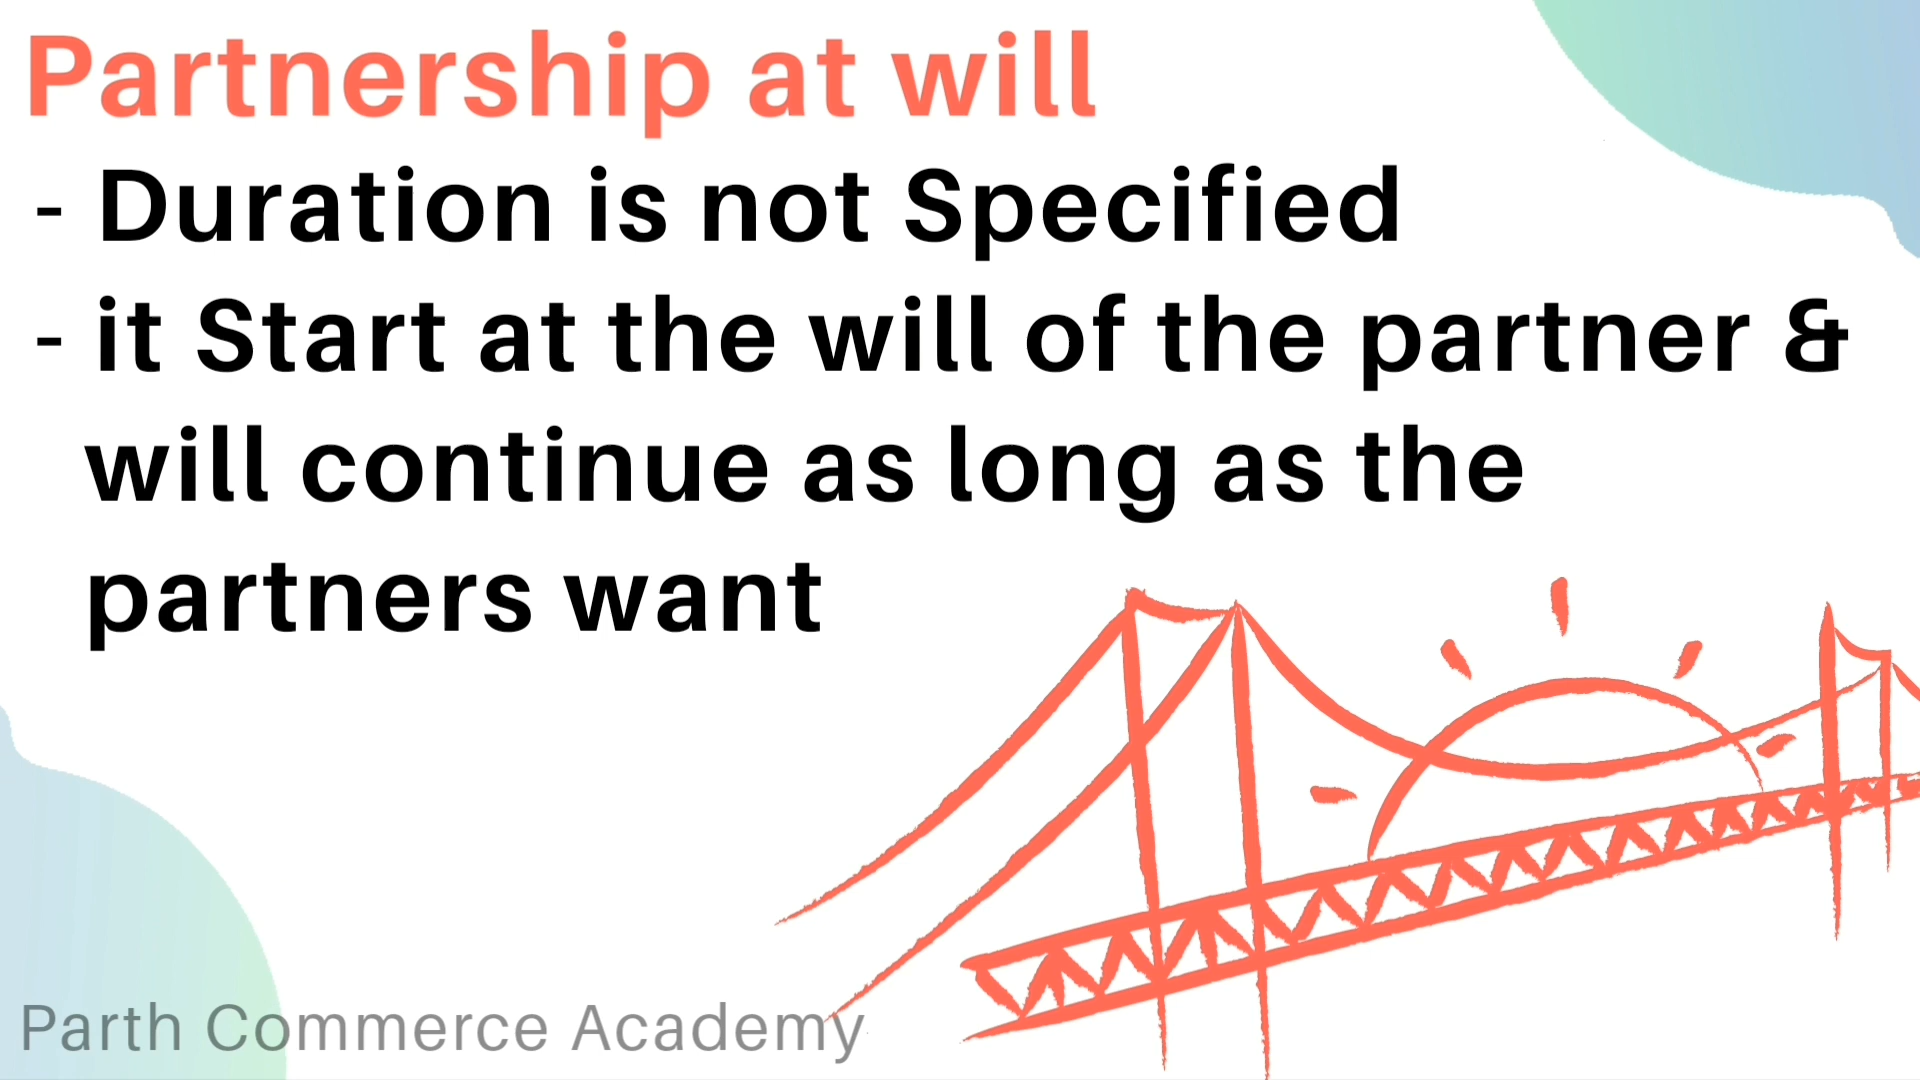 Partnership at will
- Duration is not Specified
- it Start at the will of the partner &
will continue as long as the
partners want
Parth Commerce Academy